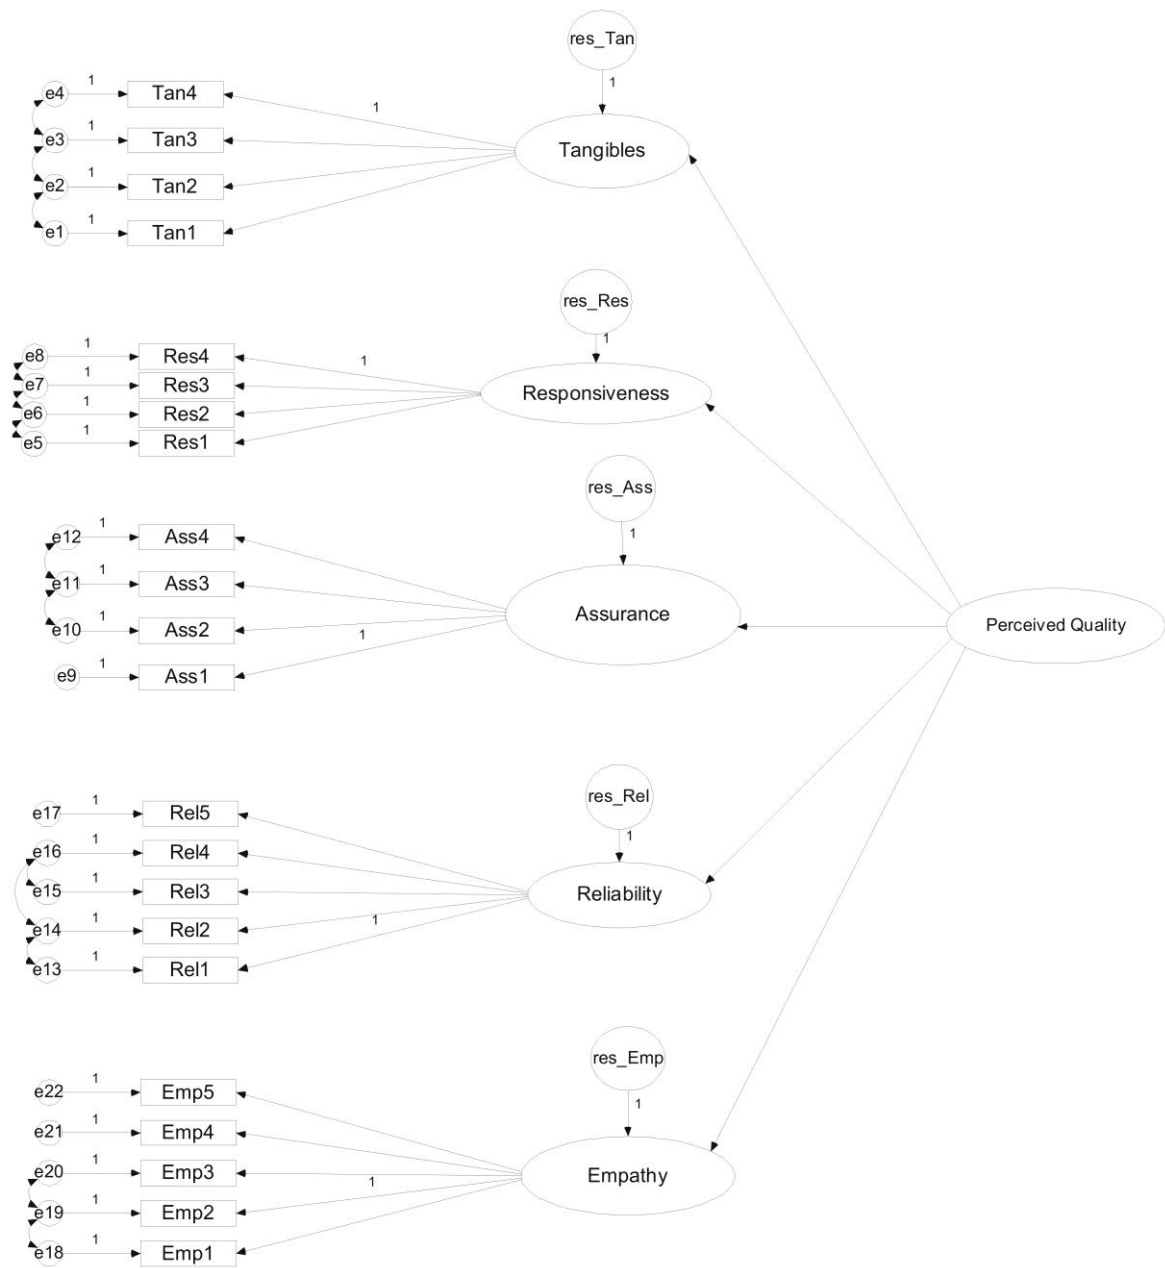 res_Tan
1
e4 1 Tan4 1
e3 1 Tan3
Tangibles
e2 1 Tan2
e1 1 Tan1
res_Res
1
e8 1 Res4 1
e7 1 Res3
Responsiveness
e6 1 Res2
e5 1 Res1
res_Ass
1
e12 1 Ass4
e11 1 Ass3
Assurance
Perceived Quality
e10 1 Ass2
1
e9 1 Ass1
res_Rel
1
e17 1 Rel5
e16 1 Rel4
e15 1 Rel3
Reliability
e14 1 Rel2
1
e13 1 Rel1
res_Emp
1
e22 1 Emp5
e21 1 Emp4
e20 1 Emp3
Empathy
1
e19 1 Emp2
e18 1 Emp1